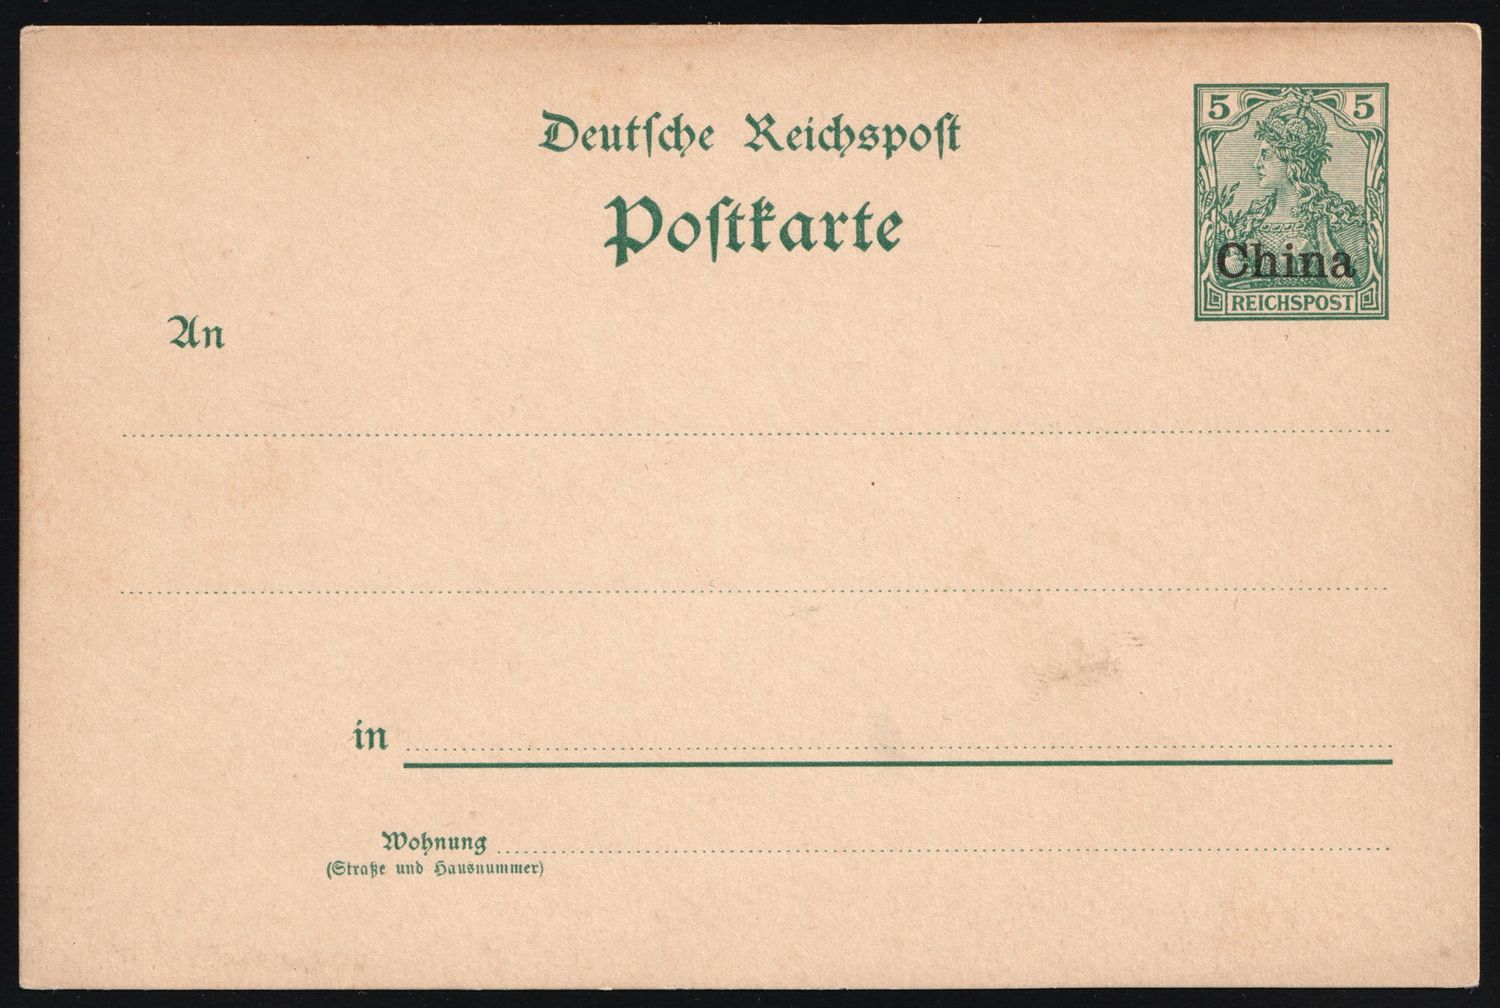 Deutſche Reichspoſt
Poſtkarte
5 5
China
REICHSPOST
An
in
Wohnung
(Straße und Hausnummer)